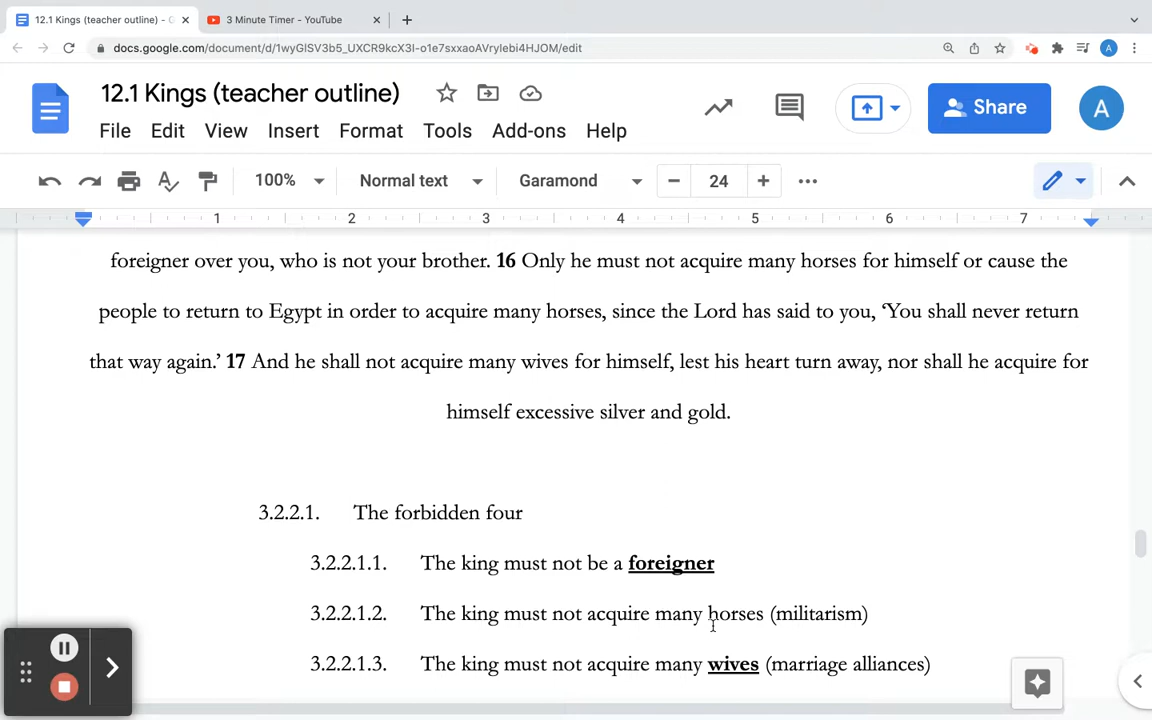 12.1 Kings (teacher outline) -
3 Minute Timer - YouTube
docs.google.com/document/d/1wyGlSV3b5_UXCR9kcX3l-o1e7sxxaoAVrylebi4HJOM/edit
A
12.1 Kings (teacher outline)
Share
A
File Edit View Insert Format Tools Add-ons Help
100% Normal text Garamond 24
1 2 3 4 5 6 7
foreigner over you, who is not your brother. 16 Only he must not acquire many horses for himself or cause the
people to return to Egypt in order to acquire many horses, since the Lord has said to you, ‘You shall never return
that way again.’ 17 And he shall not acquire many wives for himself, lest his heart turn away, nor shall he acquire for
himself excessive silver and gold.
3.2.2.1. The forbidden four
3.2.2.1.1. The king must not be a foreigner
3.2.2.1.2. The king must not acquire many horses (militarism)
3.2.2.1.3. The king must not acquire many wives (marriage alliances)